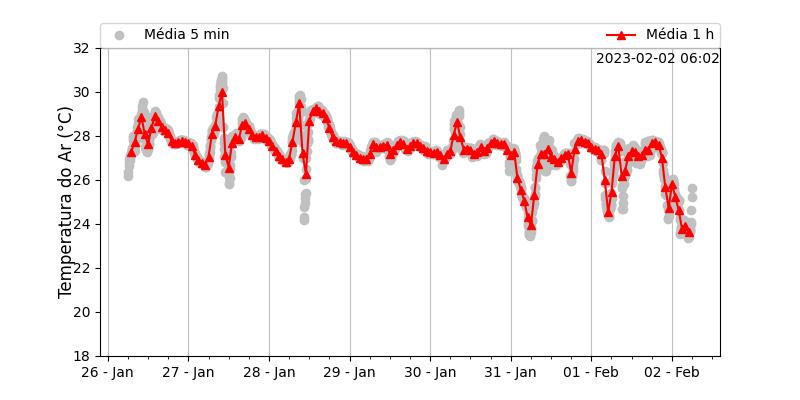 Média 5 min
Média 1 h
2023-02-02 06:02
Temperatura do Ar (°C)
32
30
28
26
24
22
20
18
26 - Jan
27 - Jan
28 - Jan
29 - Jan
30 - Jan
31 - Jan
01 - Feb
02 - Feb